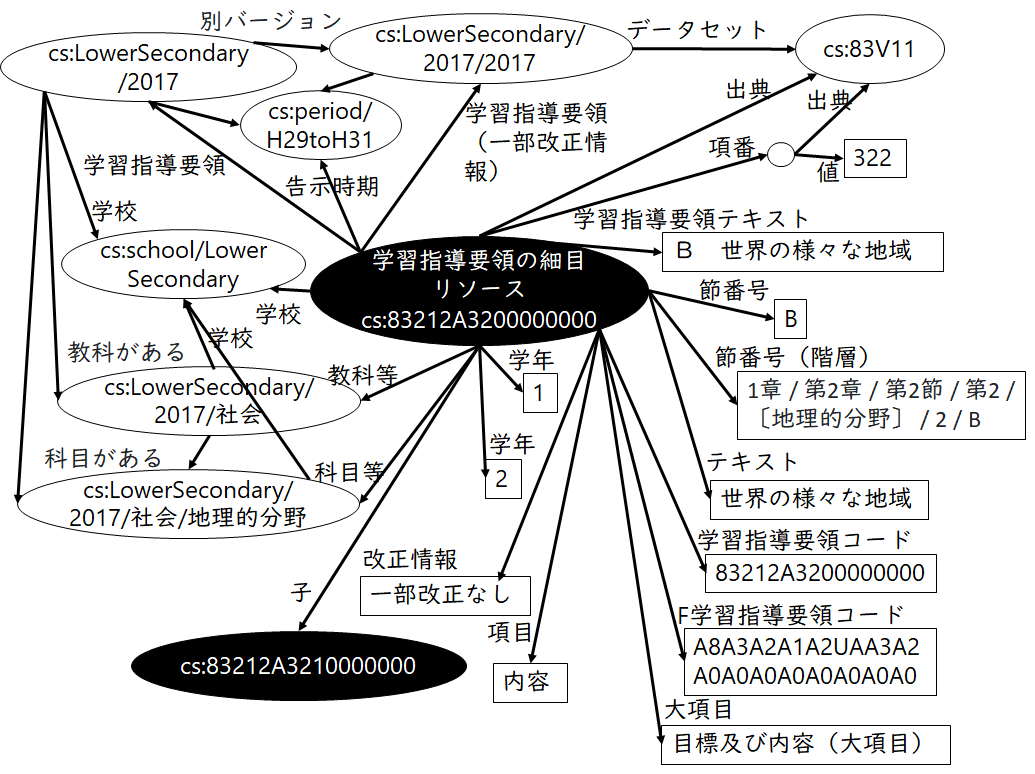 別バージョン
データセット
cs:LowerSecondary
/2017
cs:LowerSecondary/
2017/2017
cs:83V11
cs:period/
H29toH31
学習指導要領
（一部改正情
報）
出典
出典
項番
値
322
学習指導要領
告示時期
学校
学習指導要領テキスト
B　世界の様々な地域
cs:school/Lower
Secondary
学習指導要領の細目
リソース
cs:83212A3200000000
節番号
B
学校
学校
教科がある
cs:LowerSecondary/
2017/社会
教科等
学年
1
節番号（階層）
1章 / 第2章 / 第2節 / 第2 /
〔地理的分野〕 / 2 / B
学年
2
科目がある
科目等
cs:LowerSecondary/
2017/社会/地理的分野
テキスト
世界の様々な地域
学習指導要領コード
83212A3200000000
改正情報
一部改正なし
子
cs:83212A3210000000
項目
内容
F学習指導要領コード
A8A3A2A1A2UAA3A2
A0A0A0A0A0A0A0A0
大項目
目標及び内容（大項目）